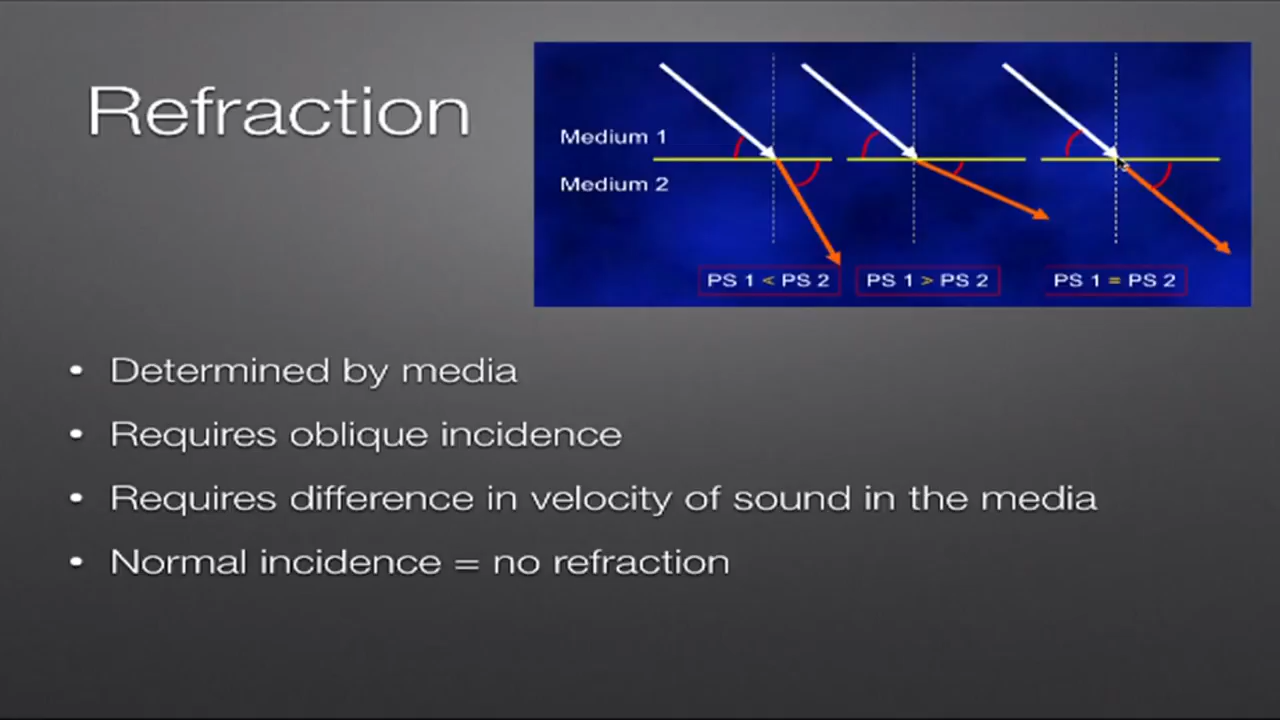 Refraction
Medium 1
Medium 2
PS 1 < PS 2
PS 1 > PS 2
PS 1 = PS 2
• Determined by media
• Requires oblique incidence
• Requires difference in velocity of sound in the media
• Normal incidence = no refraction